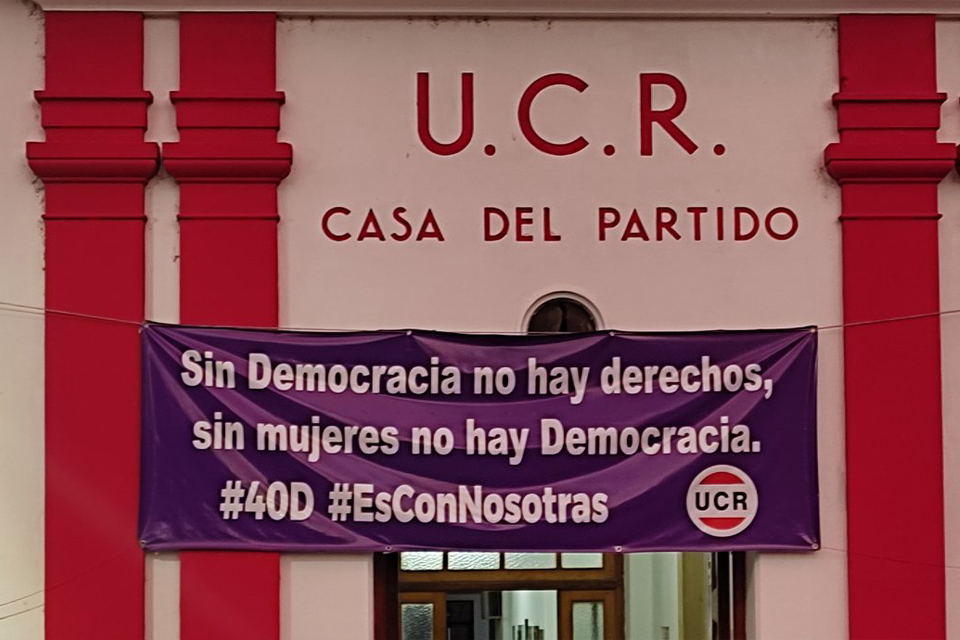 U.C.R.
CASA DEL PARTIDO
Sin Democracia no hay derechos,
sin mujeres no hay Democracia.
#40D #EsConNosotras
UCR